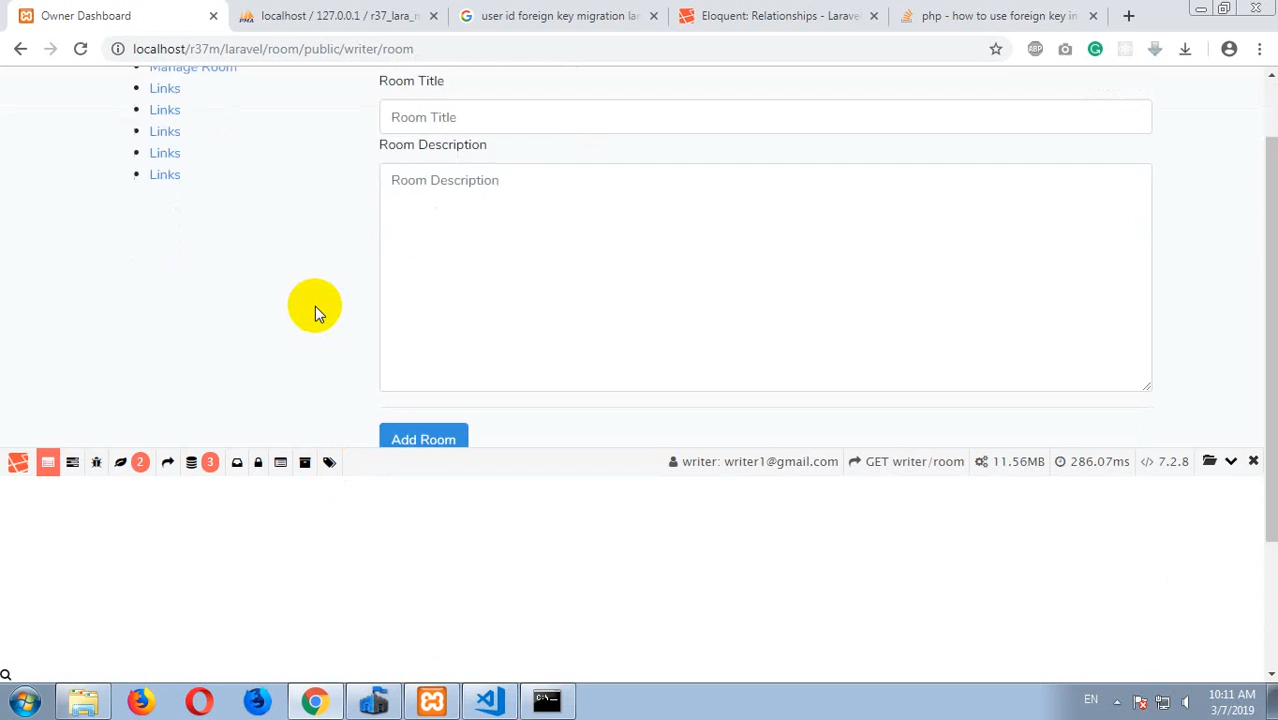 Owner Dashboard
localhost / 127.0.0.1 / r37_lara_
user id foreign key migration la
Eloquent: Relationships - Larave
php - how to use foreign key in
localhost/r37m/laravel/room/public/writer/room
ABP
Manage Room
Links
Links
Links
Links
Links
Room Title
Room Title
Room Description
Room Description
Add Room
2
3
writer: writer1@gmail.com
GET writer/room
11.56MB
286.07ms
7.2.8
EN
10:11 AM
3/7/2019